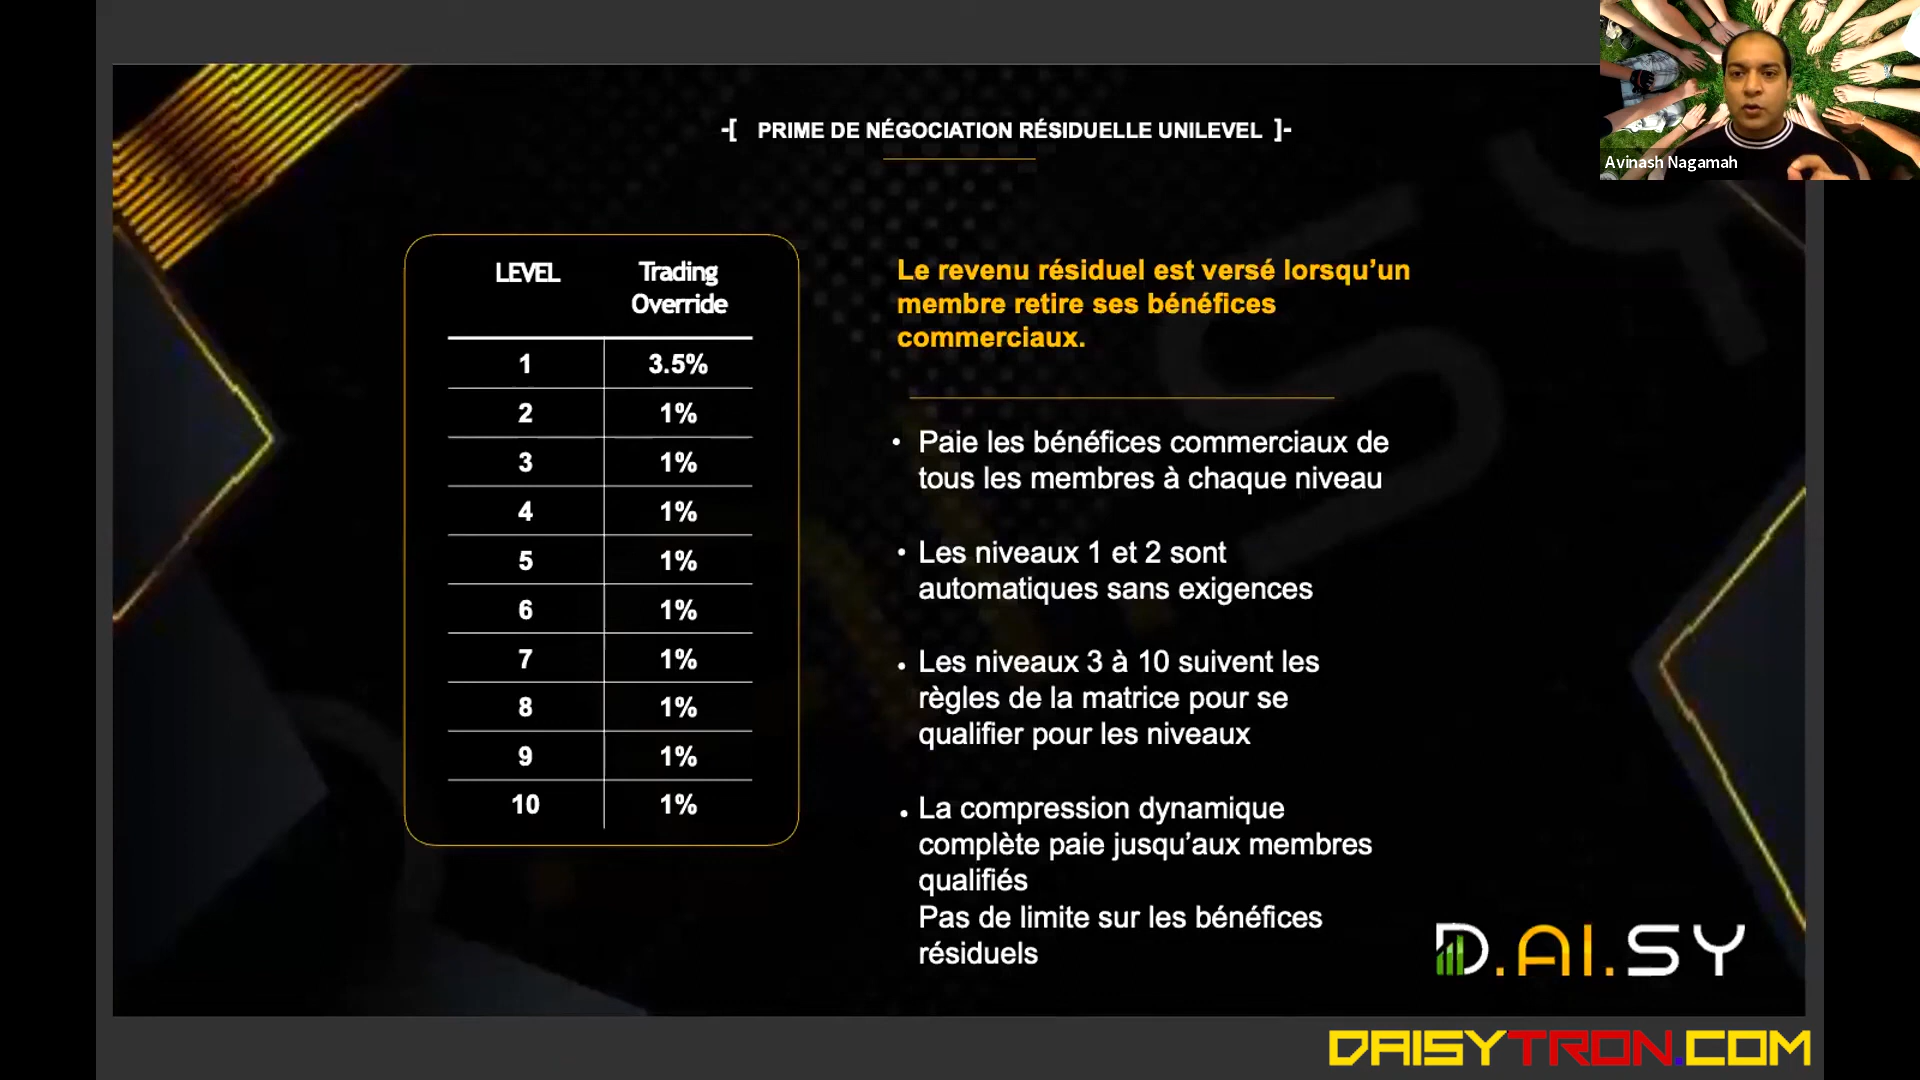 Avinash Nagamah
-[ PRIME DE NÉGOCIATION RÉSIDUELLE UNILEVEL ]-
LEVEL Trading Override
1 3.5%
2 1%
3 1%
4 1%
5 1%
6 1%
7 1%
8 1%
9 1%
10 1%
Le revenu résiduel est versé lorsqu'un
membre retire ses bénéfices
commerciaux.
• Paie les bénéfices commerciaux de
tous les membres à chaque niveau
• Les niveaux 1 et 2 sont
automatiques sans exigences
• Les niveaux 3 à 10 suivent les
règles de la matrice pour se
qualifier pour les niveaux
• La compression dynamique
complète paie jusqu'aux membres
qualifiés
Pas de limite sur les bénéfices
résiduels
D.AI.SY
DAISYTRON.COM